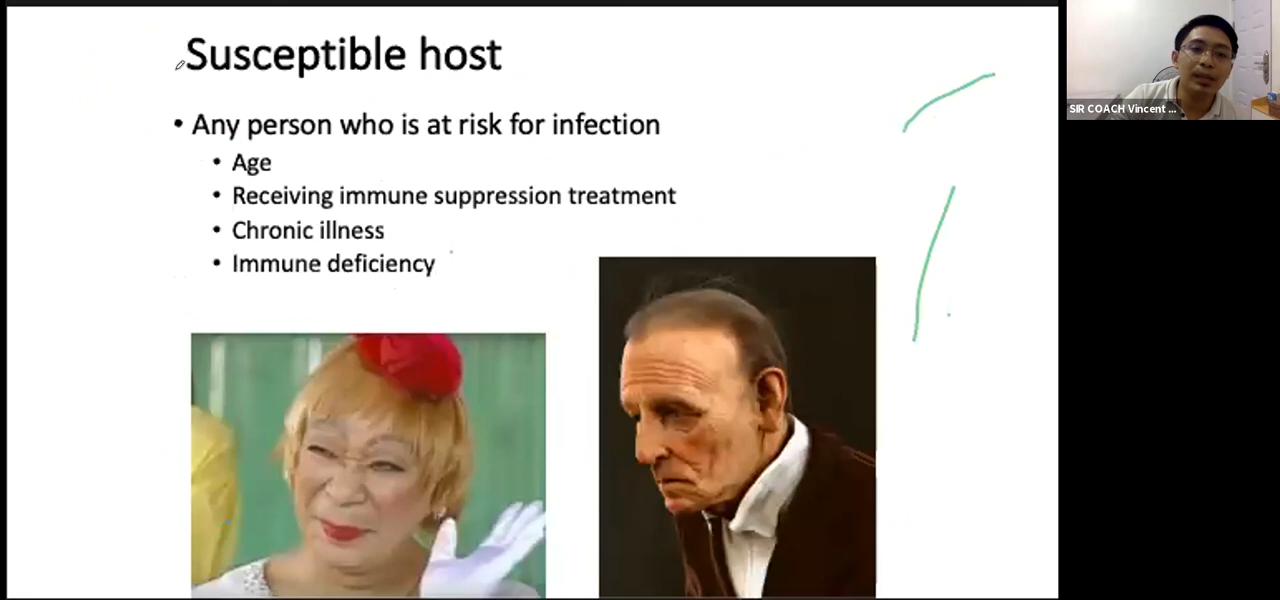 Susceptible host
• Any person who is at risk for infection
• Age
• Receiving immune suppression treatment
• Chronic illness
• Immune deficiency
SIR COACH Vincent ...